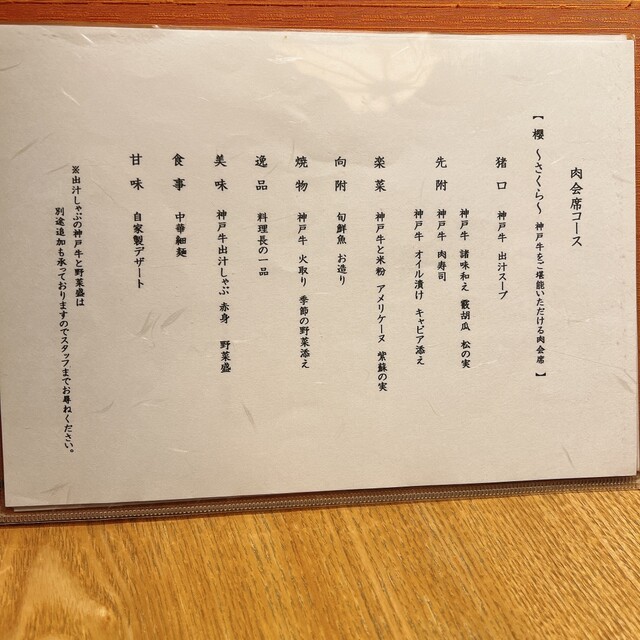 肉会席コース
【 櫻 ～さくら～ 神戸牛をご堪能いただける肉会席 】
猪口 神戸牛 出汁スープ
先附 神戸牛 諸味和え 藪胡瓜 松の実
神戸牛 肉寿司
神戸牛 オイル漬け キャビア添え
楽菜 神戸牛と米粉 アメリケーヌ 紫蘇の実
向附 旬鮮魚 お造り
焼物 神戸牛 火取り 季節の野菜添え
逸品 料理長の一品
美味 神戸牛出汁しゃぶ 赤身 野菜盛
食事 中華細麺
甘味 自家製デザート
※出汁しゃぶの神戸牛と野菜盛は
別途追加も承っておりますのでスタッフまでお尋ねください。